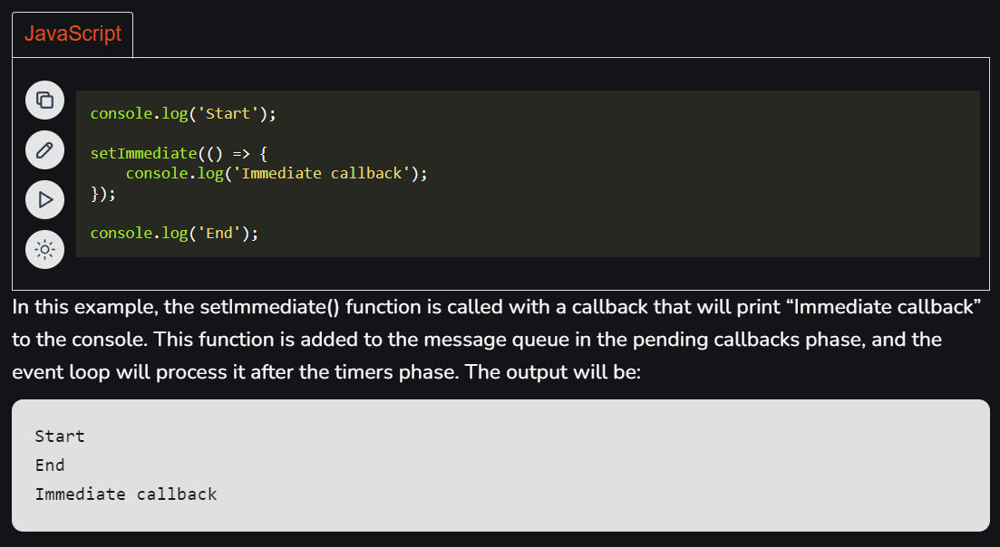 JavaScript
console.log('Start');
setImmediate(() => {
    console.log('Immediate callback');
});
console.log('End');
In this example, the setImmediate() function is called with a callback that will print “Immediate callback”
to the console. This function is added to the message queue in the pending callbacks phase, and the
event loop will process it after the timers phase. The output will be:
Start
End
Immediate callback